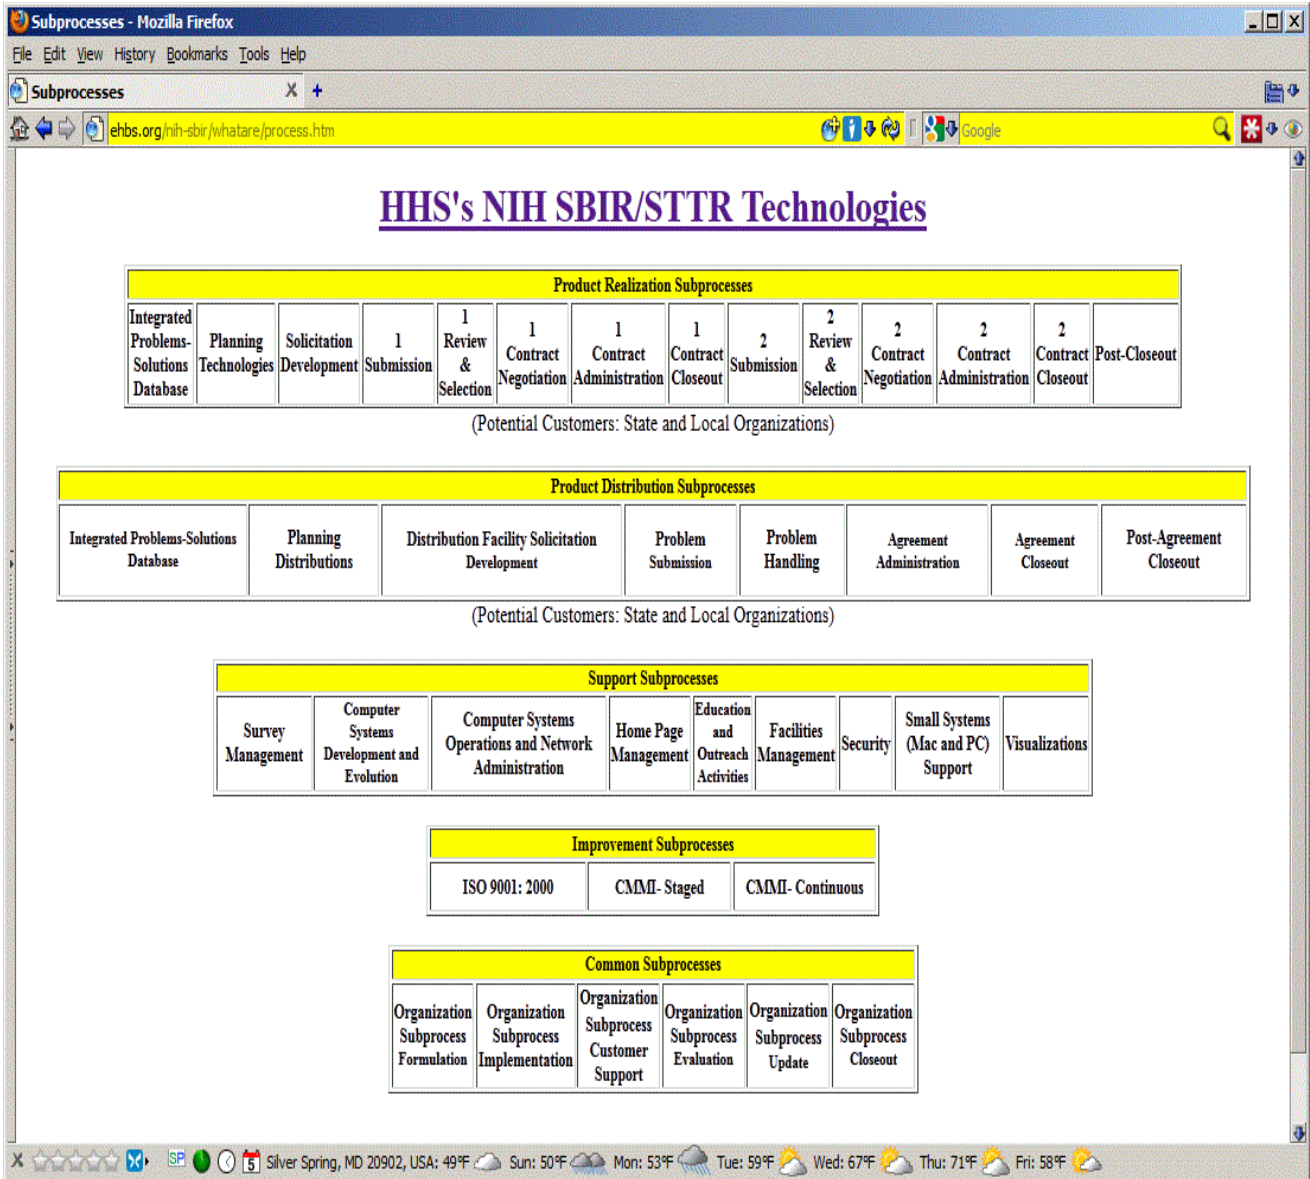 Subprocesses - Mozilla Firefox
File Edit View History Bookmarks Tools Help
Subprocesses
ehbs.org/nih-sbir/whatare/process.htm
Google
HHS's NIH SBIR/STTR Technologies
Product Realization Subprocesses
Integrated Problems-Solutions Database
Planning Technologies
Solicitation Development
1 Submission
1 Review & Selection
1 Contract Negotiation
1 Contract Administration
1 Contract Closeout
2 Submission
2 Review & Selection
2 Contract Negotiation
2 Contract Administration
2 Contract Closeout
Post-Closeout
(Potential Customers: State and Local Organizations)
Product Distribution Subprocesses
Integrated Problems-Solutions Database
Planning Distributions
Distribution Facility Solicitation Development
Problem Submission
Problem Handling
Agreement Administration
Agreement Closeout
Post-Agreement Closeout
(Potential Customers: State and Local Organizations)
Support Subprocesses
Survey Management
Computer Systems Development and Evolution
Computer Systems Operations and Network Administration
Home Page Management
Education and Outreach Activities
Facilities Management
Security
Small Systems (Mac and PC) Support
Visualizations
Improvement Subprocesses
ISO 9001: 2000
CMMI- Staged
CMMI- Continuous
Common Subprocesses
Organization Subprocess Formulation
Organization Subprocess Implementation
Organization Subprocess Customer Support
Organization Subprocess Evaluation
Organization Subprocess Update
Organization Subprocess Closeout
SP 5 Silver Spring, MD 20902, USA: 49°F Sun: 50°F Mon: 53°F Tue: 59°F Wed: 67°F Thu: 71°F Fri: 58°F